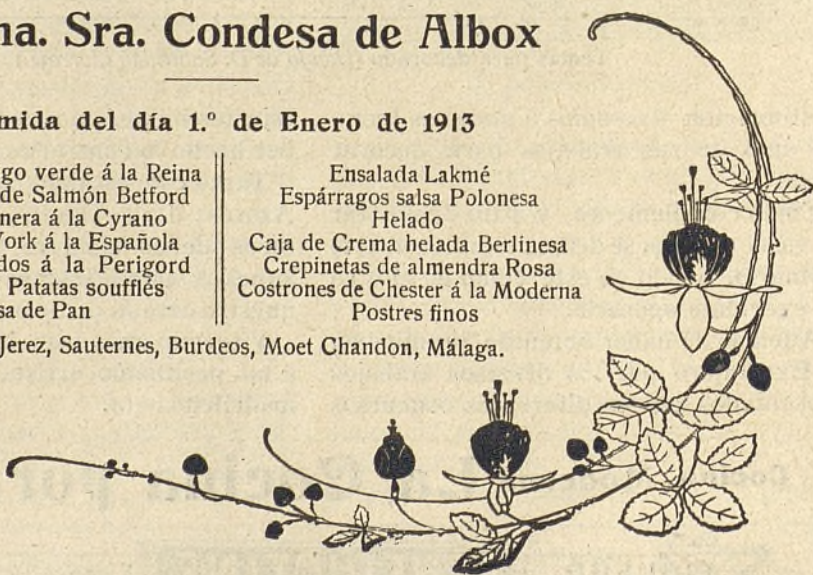 na. Sra. Condesa de Albox
mida del día 1.º de Enero de 1913
go verde á la Reina
de Salmón Betford
nera á la Cyrano
York á la Española
dos á la Perigord
Patatas soufflés
sa de Pan
Ensalada Lakmé
Espárragos salsa Polonesa
Helado
Caja de Crema helada Berlinesa
Crepinetas de almendra Rosa
Costrones de Chester á la Moderna
Postres finos
Jerez, Sauternes, Burdeos, Moet Chandon, Málaga.